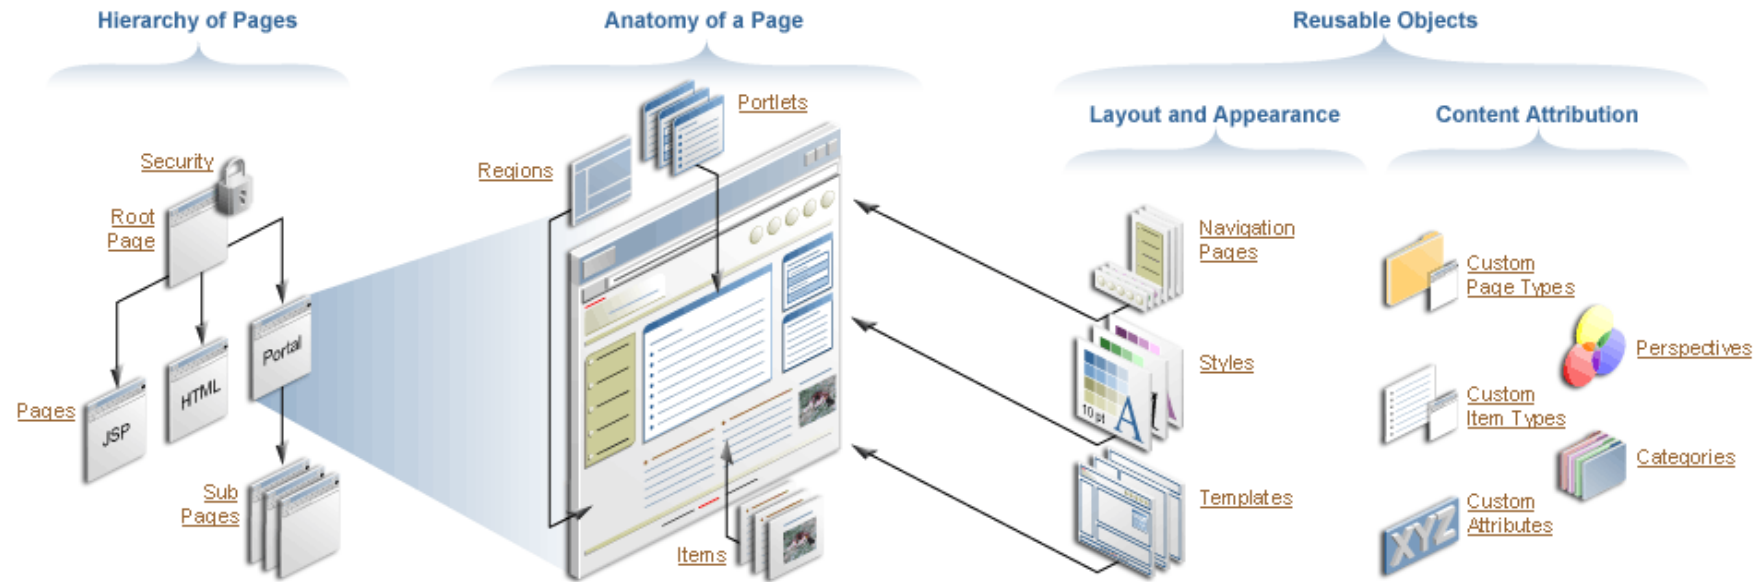 Hierarchy of Pages
Anatomy of a Page
Reusable Objects
Layout and Appearance
Content Attribution
Security
Root
Page
Pages
JSP
HTML
Portal
Sub
Pages
Regions
Portlets
Items
Navigation
Pages
Styles
10 pt
A
Templates
Custom
Page Types
Perspectives
Custom
Item Types
Categories
Custom
Attributes
XYZ